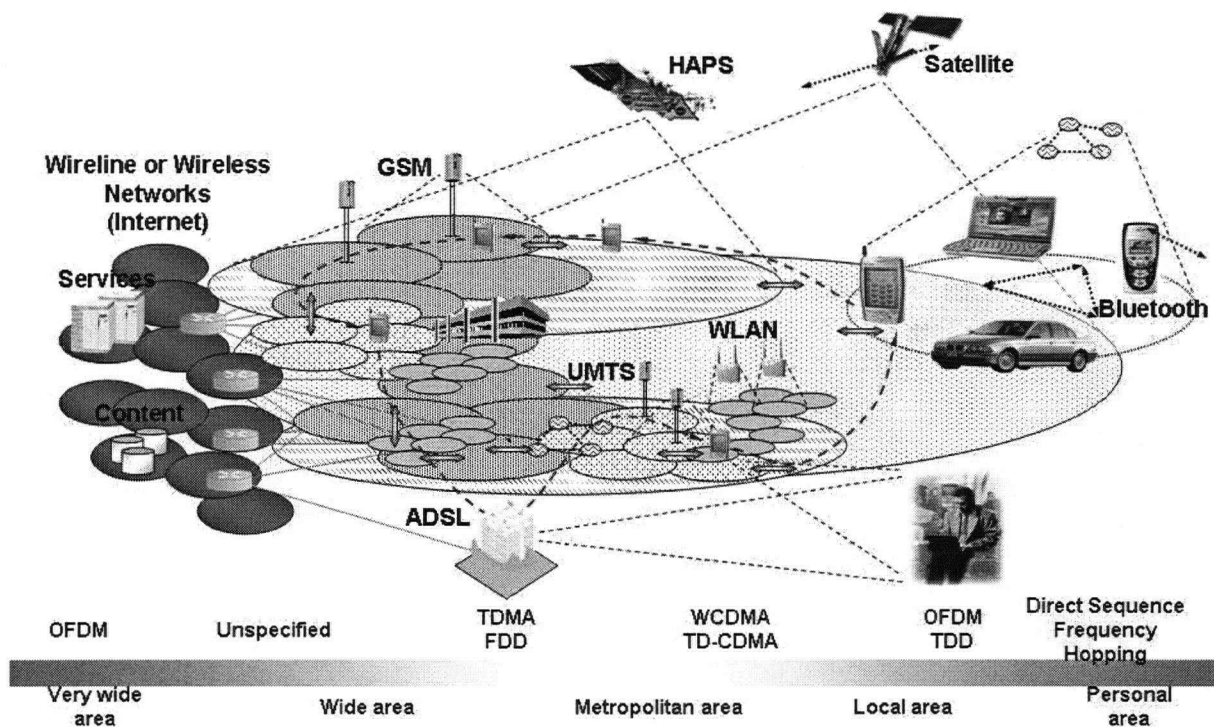 HAPS
Satellite
Wireline or Wireless
Networks
(Internet)
GSM
Services
Bluetooth
WLAN
UMTS
Content
ADSL
OFDM
Unspecified
TDMA
FDD
WCDMA
TD-CDMA
OFDM
TDD
Direct Sequence
Frequency
Hopping
Very wide
area
Wide area
Metropolitan area
Local area
Personal
area